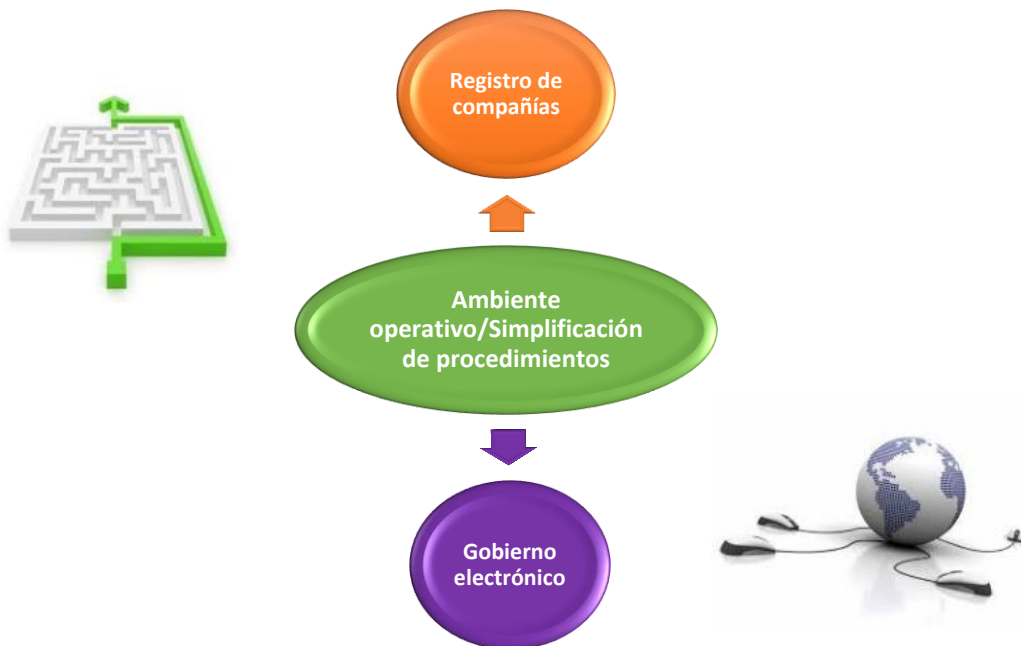 Registro de
compañías
Ambiente
operativo/Simplificación
de procedimientos
Gobierno
electrónico